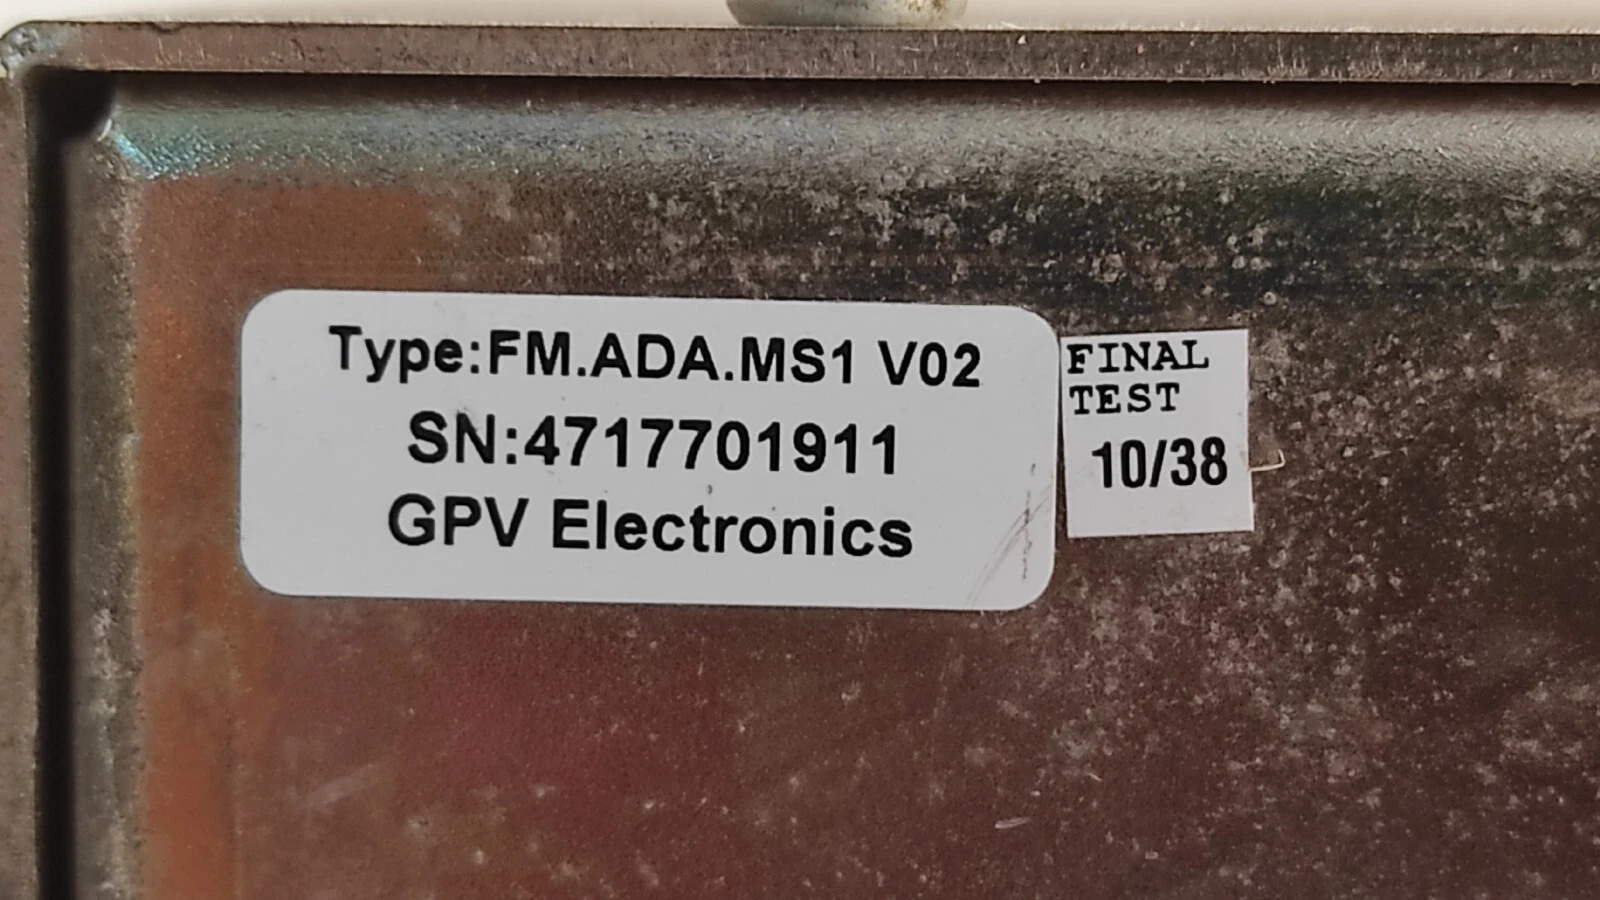 Type:FM.ADA.MS1 V02
SN:4717701911
GPV Electronics
FINAL
TEST
10/38